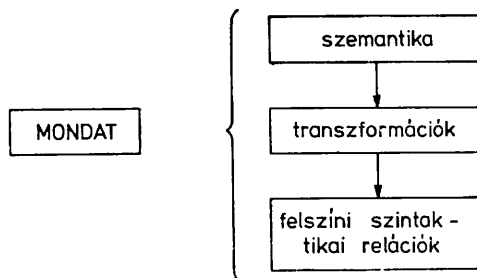 szemantika
MONDAT
transzformációk
felszíni szintak-
tikai relációk